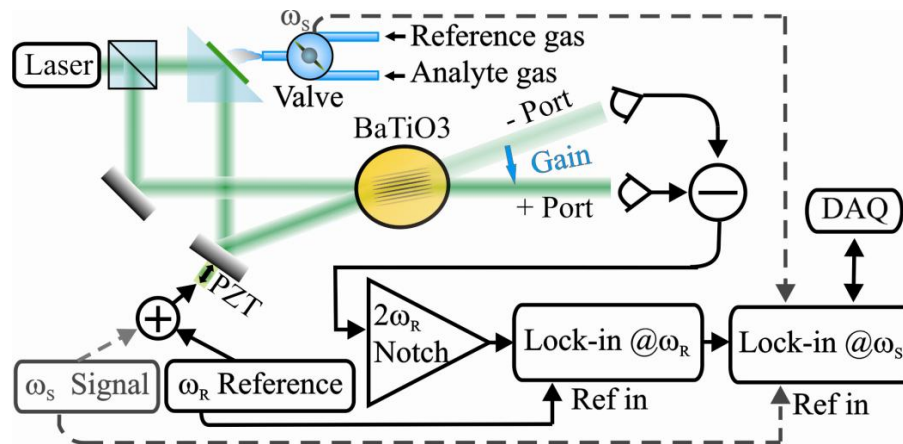 ωS
Reference gas
Laser
Analyte gas
Valve
- Port
BaTiO3
Gain
+ Port
DAQ
PZT
2ωR
Notch
Lock-in @ωR
Lock-in @ωS
ωS Signal
ωR Reference
Ref in
Ref in